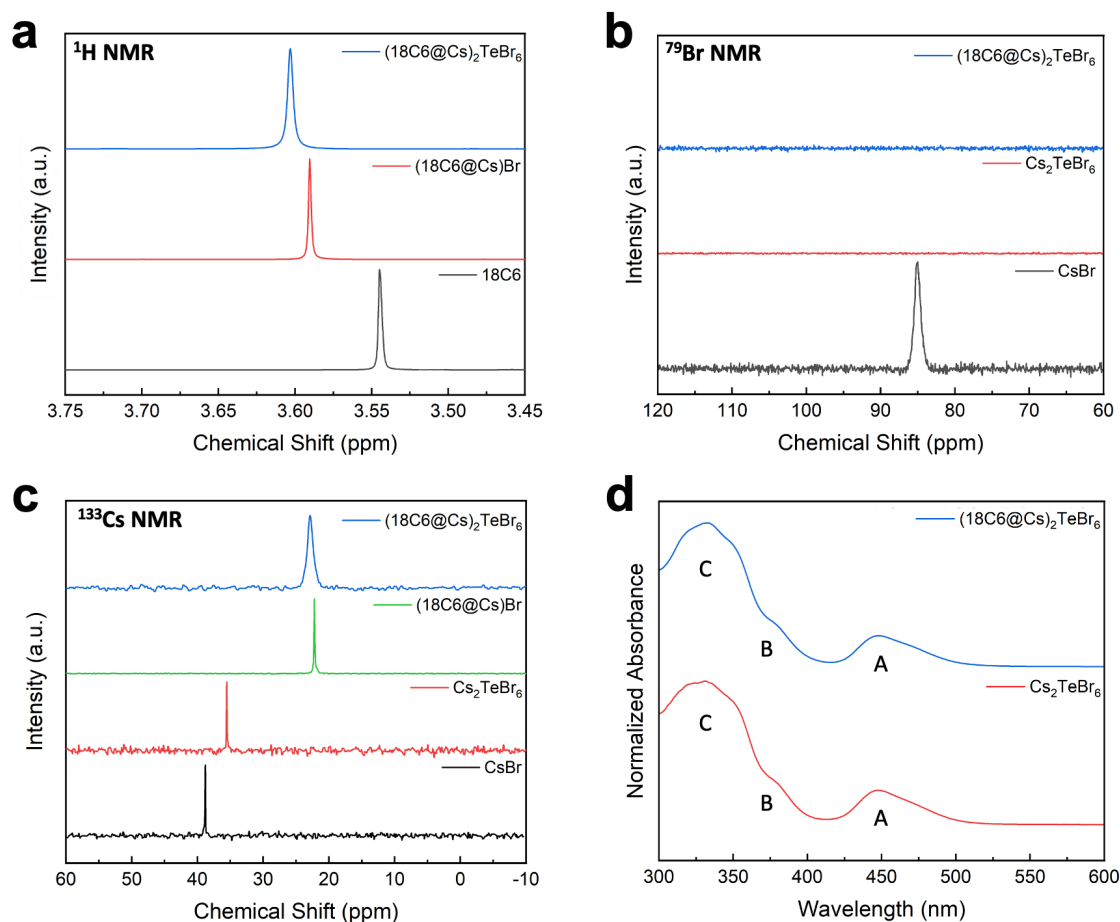 a
¹H NMR
(18C6@Cs)₂TeBr₆
(18C6@Cs)Br
18C6
Intensity (a.u.)
3.75 3.70 3.65 3.60 3.55 3.50 3.45
Chemical Shift (ppm)
b
⁷⁹Br NMR
(18C6@Cs)₂TeBr₆
Cs₂TeBr₆
CsBr
Intensity (a.u.)
120 110 100 90 80 70 60
Chemical Shift (ppm)
c
¹³³Cs NMR
(18C6@Cs)₂TeBr₆
(18C6@Cs)Br
Cs₂TeBr₆
CsBr
Intensity (a.u.)
60 50 40 30 20 10 0 -10
Chemical Shift (ppm)
d
(18C6@Cs)₂TeBr₆
C
B
A
Cs₂TeBr₆
C
B
A
Normalized Absorbance
300 350 400 450 500 550 600
Wavelength (nm)